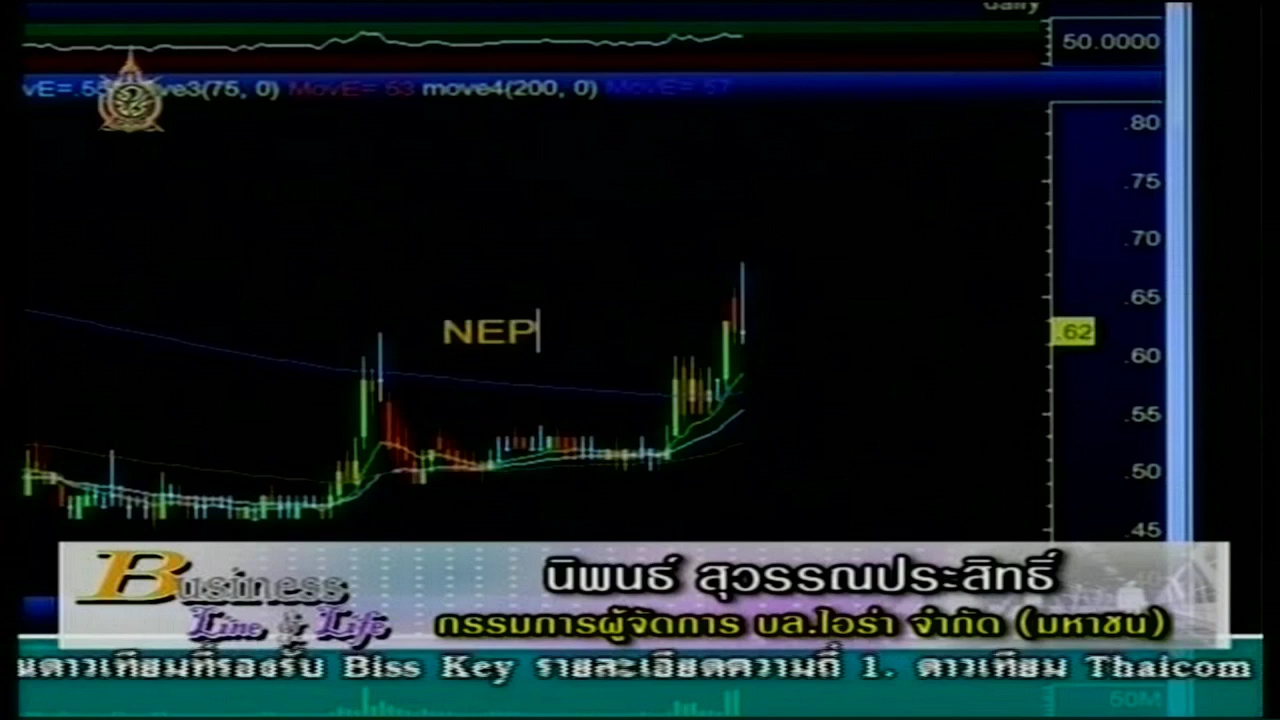 daily
50.0000
move3(75, 0) MovE= 53 move4(200, 0) MovE= 57
.80
.75
.70
.65
NEP
.62
.60
.55
.50
.45
Business
Line & Life
นิพนธ์ สุวรรณประสิทธิ์
กรรมการผู้จัดการ บล.ไอร่า จำกัด (มหาชน)
นดาวเทียมที่รองรับ Biss Key รายละเอียดความถี่ 1. ดาวเทียม Thaicom
50M